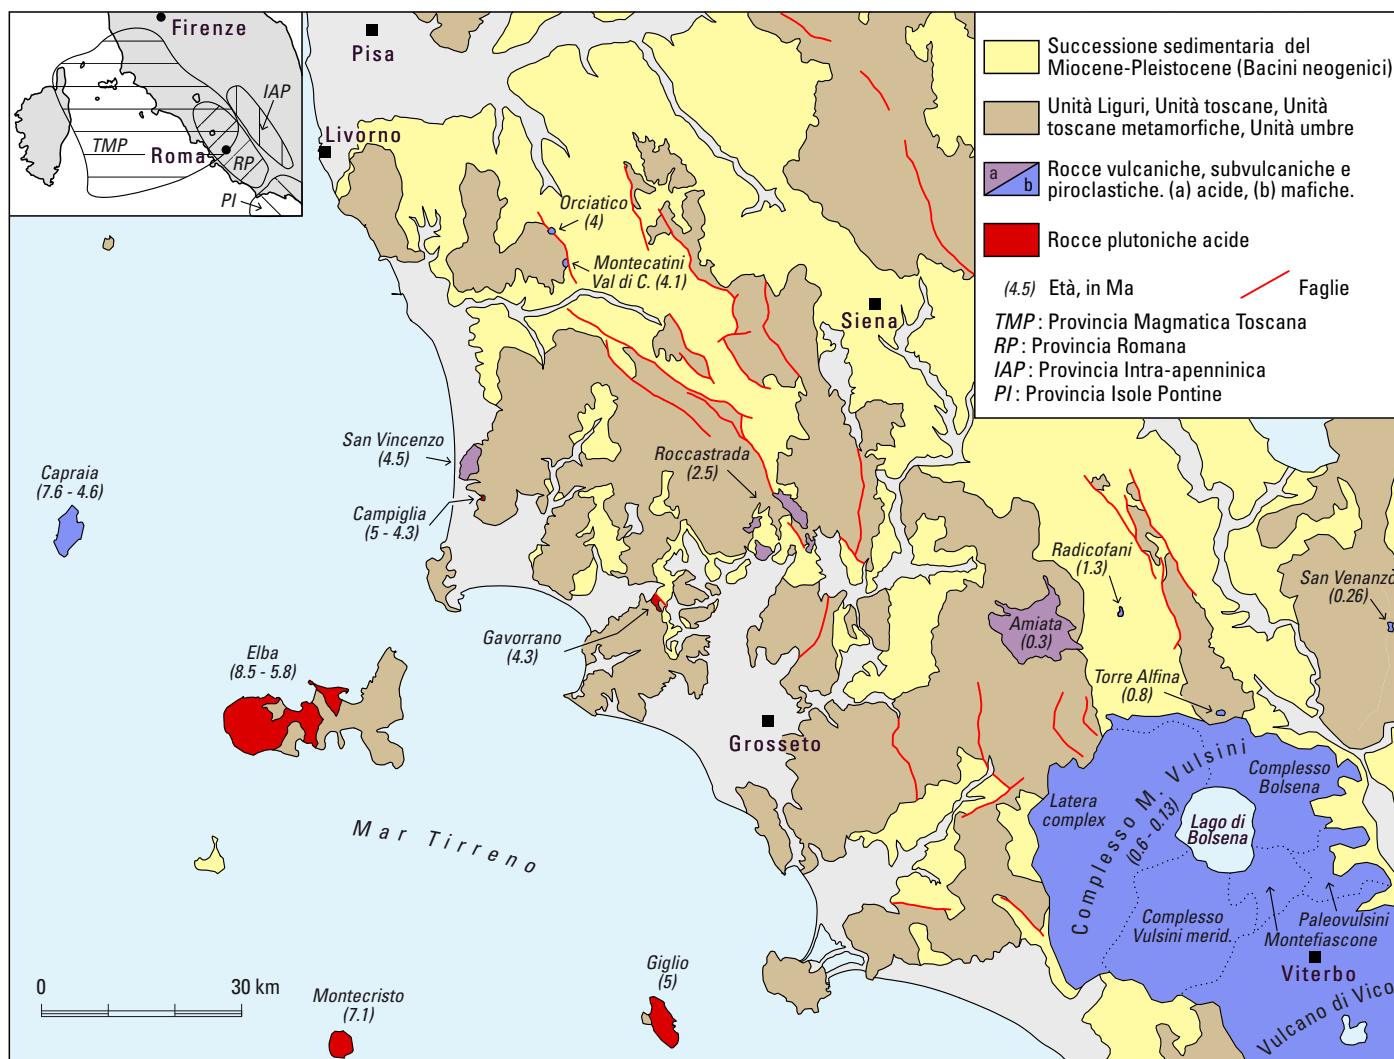 Firenze
IAP
TMP
Roma
RP
PI
Pisa
Livorno
Orciatico
(4)
Montecatini
Val di C. (4.1)
Siena
San Vincenzo
(4.5)
Roccastrada
(2.5)
Capraia
(7.6 - 4.6)
Campiglia
(5 - 4.3)
Radicofani
(1.3)
San Venanzo
(0.26)
Amiata
(0.3)
Gavorrano
(4.3)
Elba
(8.5 - 5.8)
Torre Alfina
(0.8)
Grosseto
Mar Tirreno
Complesso M. Vulsini
(0.6 - 0.13)
Latera
complex
Complesso
Bolsena
Lago di
Bolsena
Complesso
Vulsini merid.
Paleovulsini
Montefiascone
Viterbo
Vulcano di Vico
Giglio
(5)
Montecristo
(7.1)
0 30 km
Successione sedimentaria del
Miocene-Pleistocene (Bacini neogenici)
Unità Liguri, Unità toscane, Unità
toscane metamorfiche, Unità umbre
a b
Rocce vulcaniche, subvulcaniche e
piroclastiche. (a) acide, (b) mafiche.
Rocce plutoniche acide
(4.5) Età, in Ma
Faglie
TMP : Provincia Magmatica Toscana
RP : Provincia Romana
IAP : Provincia Intra-apenninica
PI : Provincia Isole Pontine